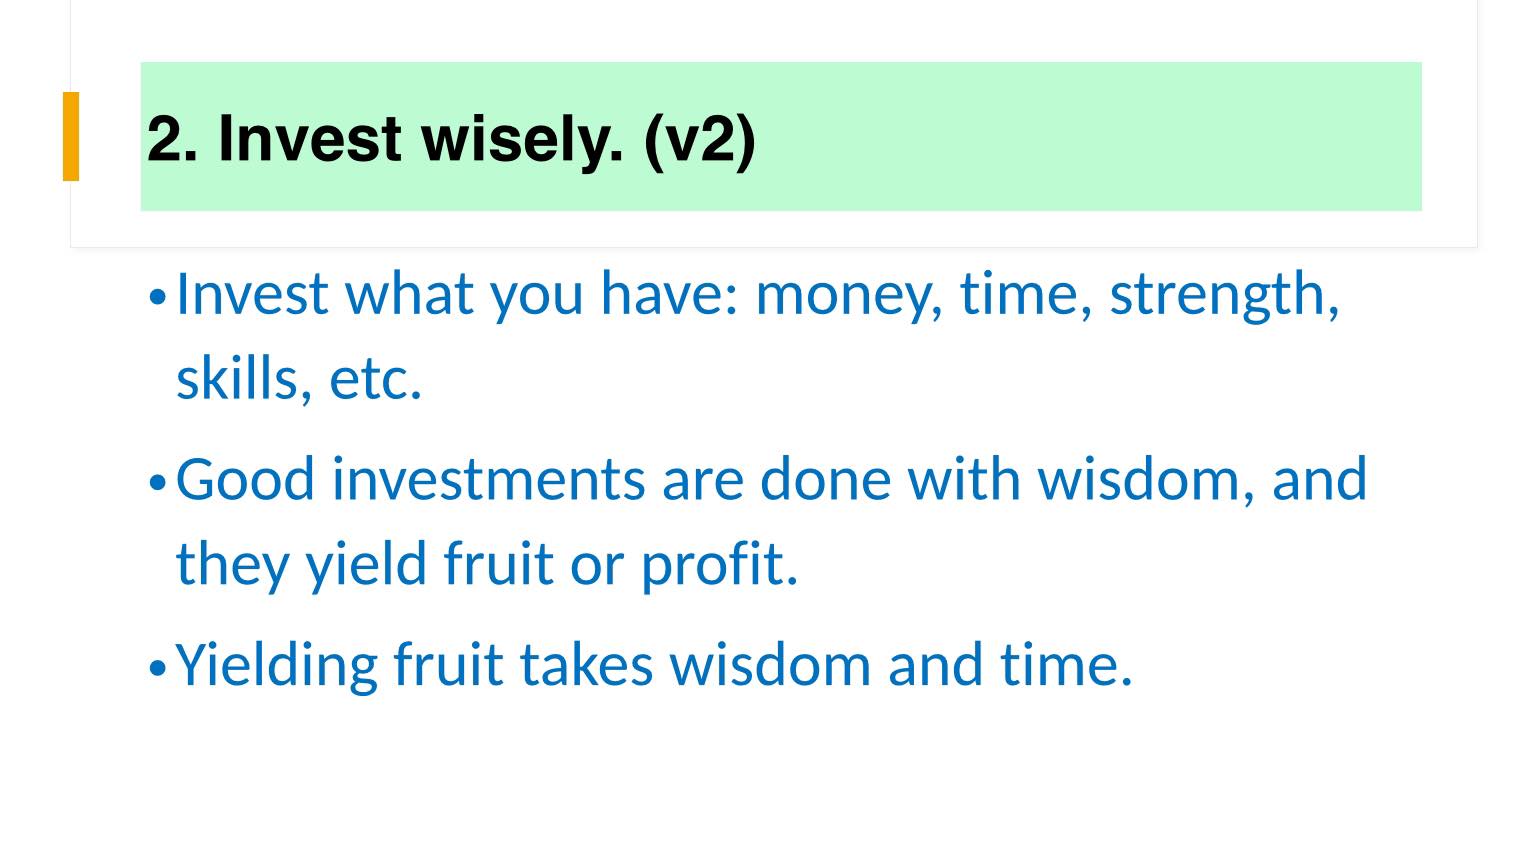 2. Invest wisely. (v2)
•Invest what you have: money, time, strength,
skills, etc.
•Good investments are done with wisdom, and
they yield fruit or profit.
•Yielding fruit takes wisdom and time.